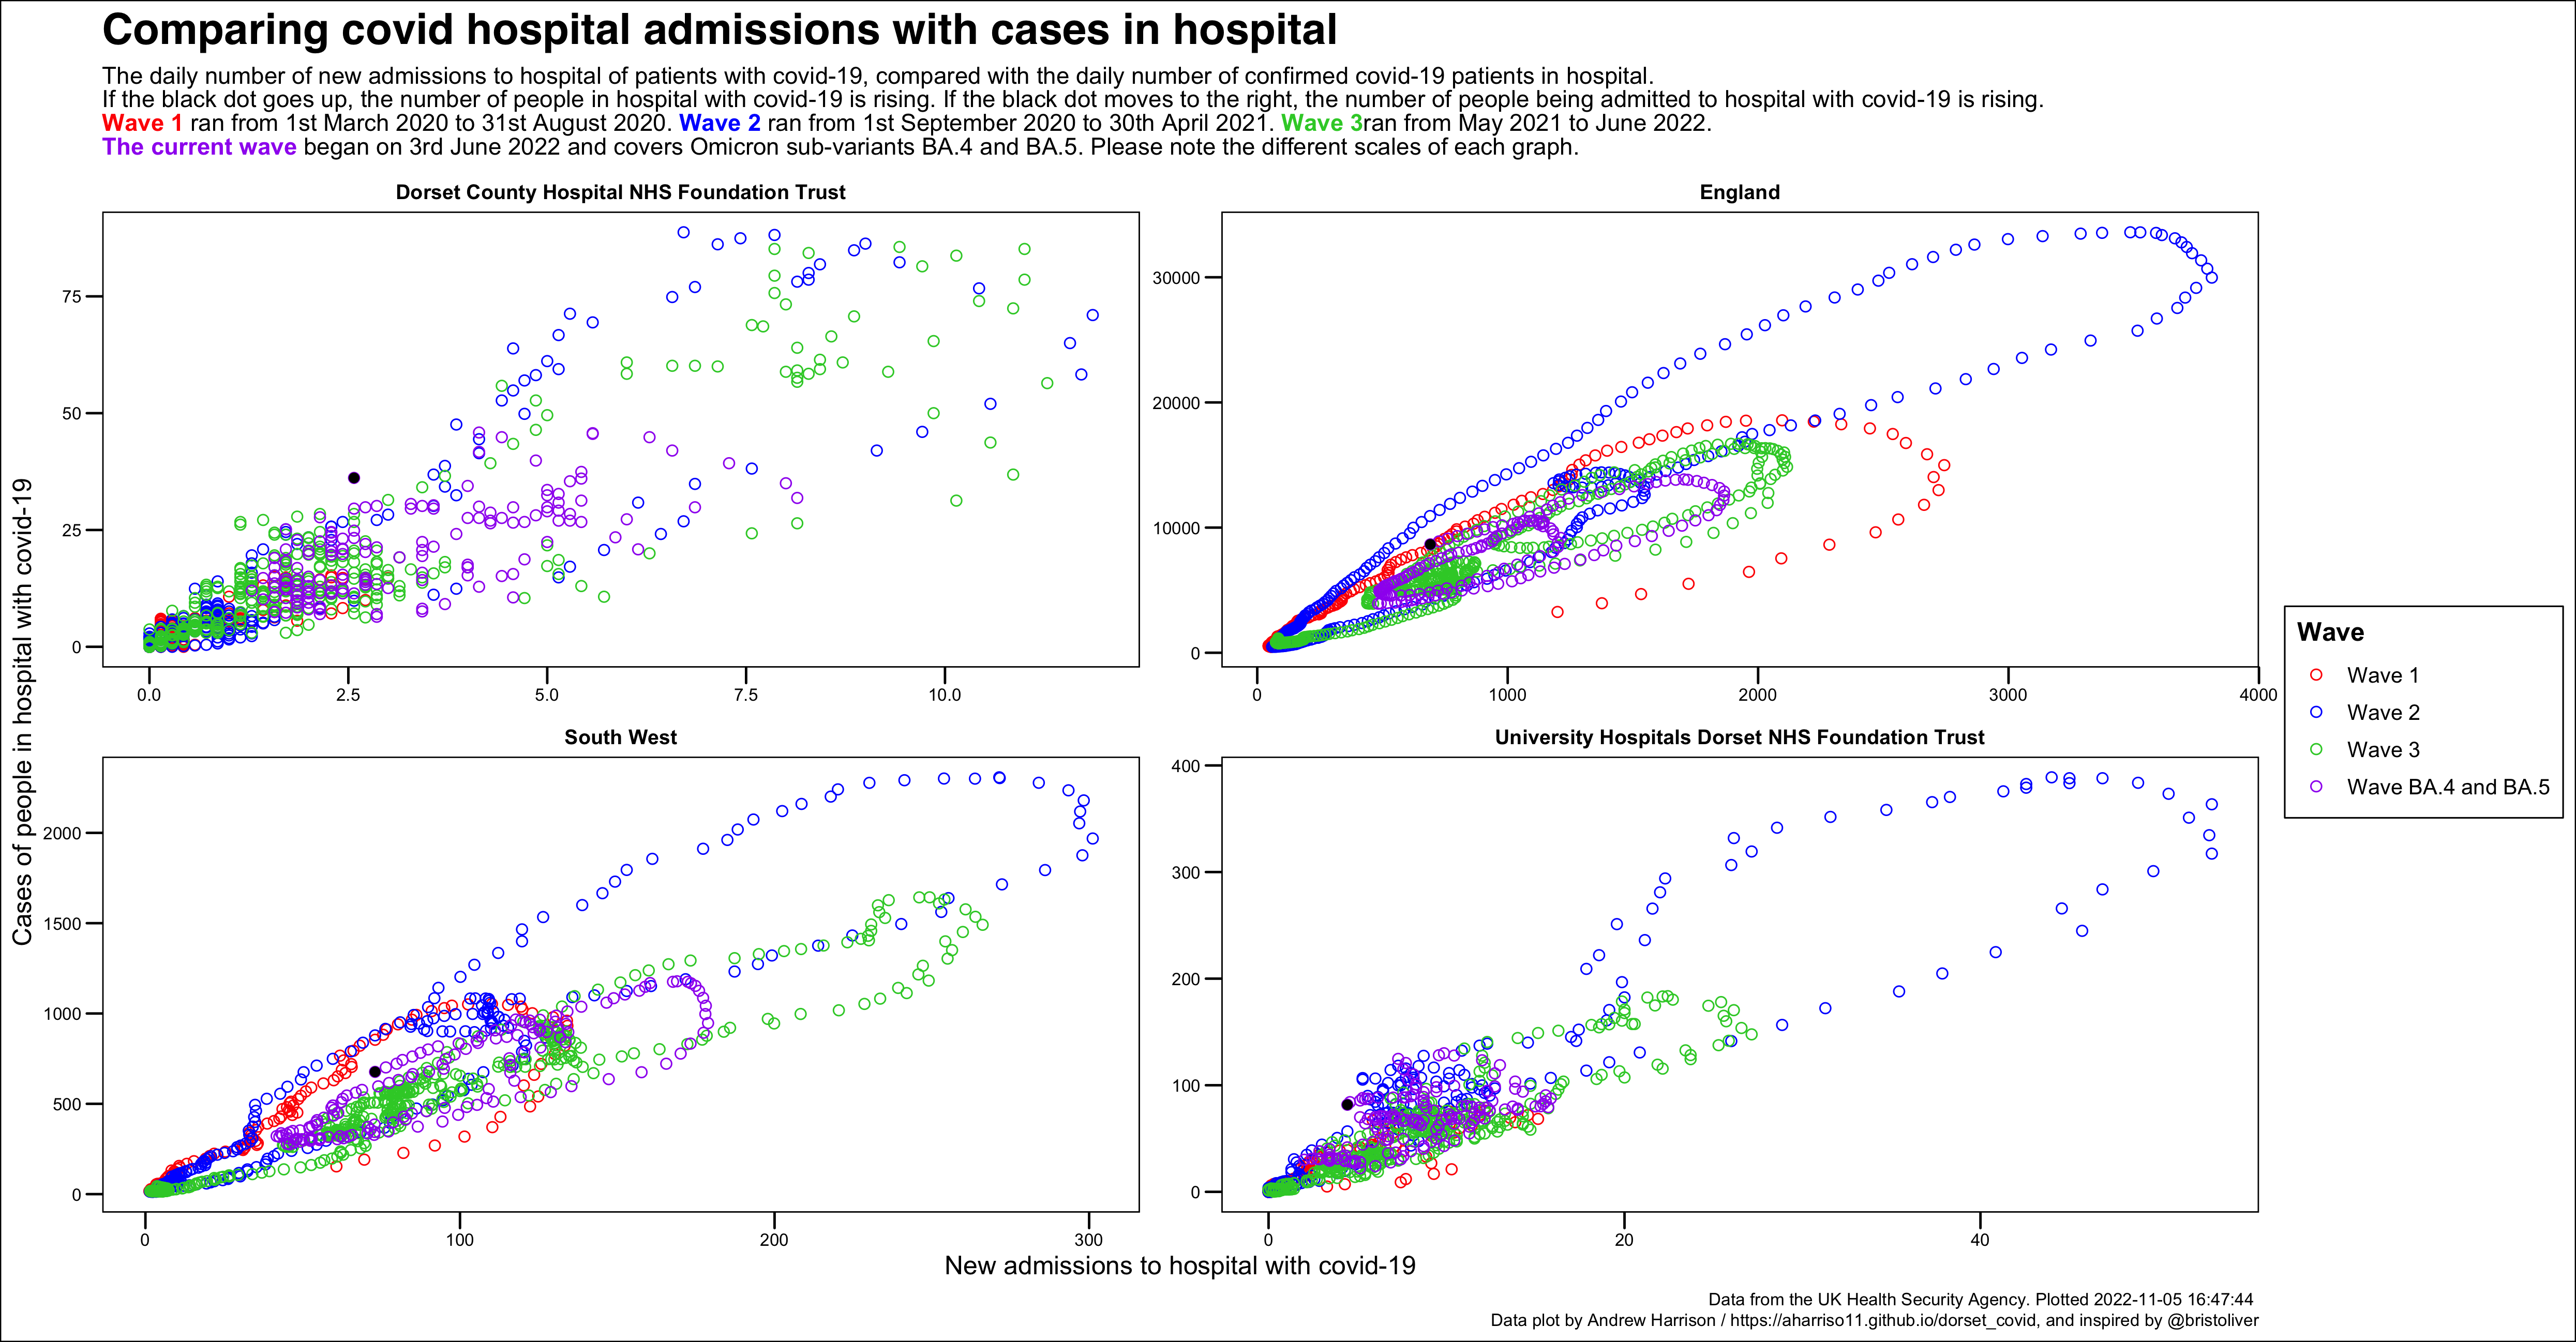 Comparing covid hospital admissions with cases in hospital
The daily number of new admissions to hospital of patients with covid-19, compared with the daily number of confirmed covid-19 patients in hospital.
If the black dot goes up, the number of people in hospital with covid-19 is rising. If the black dot moves to the right, the number of people being admitted to hospital with covid-19 is rising.
Wave 1 ran from 1st March 2020 to 31st August 2020. Wave 2 ran from 1st September 2020 to 30th April 2021. Wave 3ran from May 2021 to June 2022.
The current wave began on 3rd June 2022 and covers Omicron sub-variants BA.4 and BA.5. Please note the different scales of each graph.
Cases of people in hospital with covid-19
Dorset County Hospital NHS Foundation Trust
75
50
25
0
0.0 2.5 5.0 7.5 10.0
England
30000
20000
10000
0
0 1000 2000 3000 4000
South West
2000
1500
1000
500
0
0 100 200 300
University Hospitals Dorset NHS Foundation Trust
400
300
200
100
0
0 20 40
New admissions to hospital with covid-19
Wave
Wave 1
Wave 2
Wave 3
Wave BA.4 and BA.5
Data from the UK Health Security Agency. Plotted 2022-11-05 16:47:44
Data plot by Andrew Harrison / https://aharriso11.github.io/dorset_covid, and inspired by @bristoliver